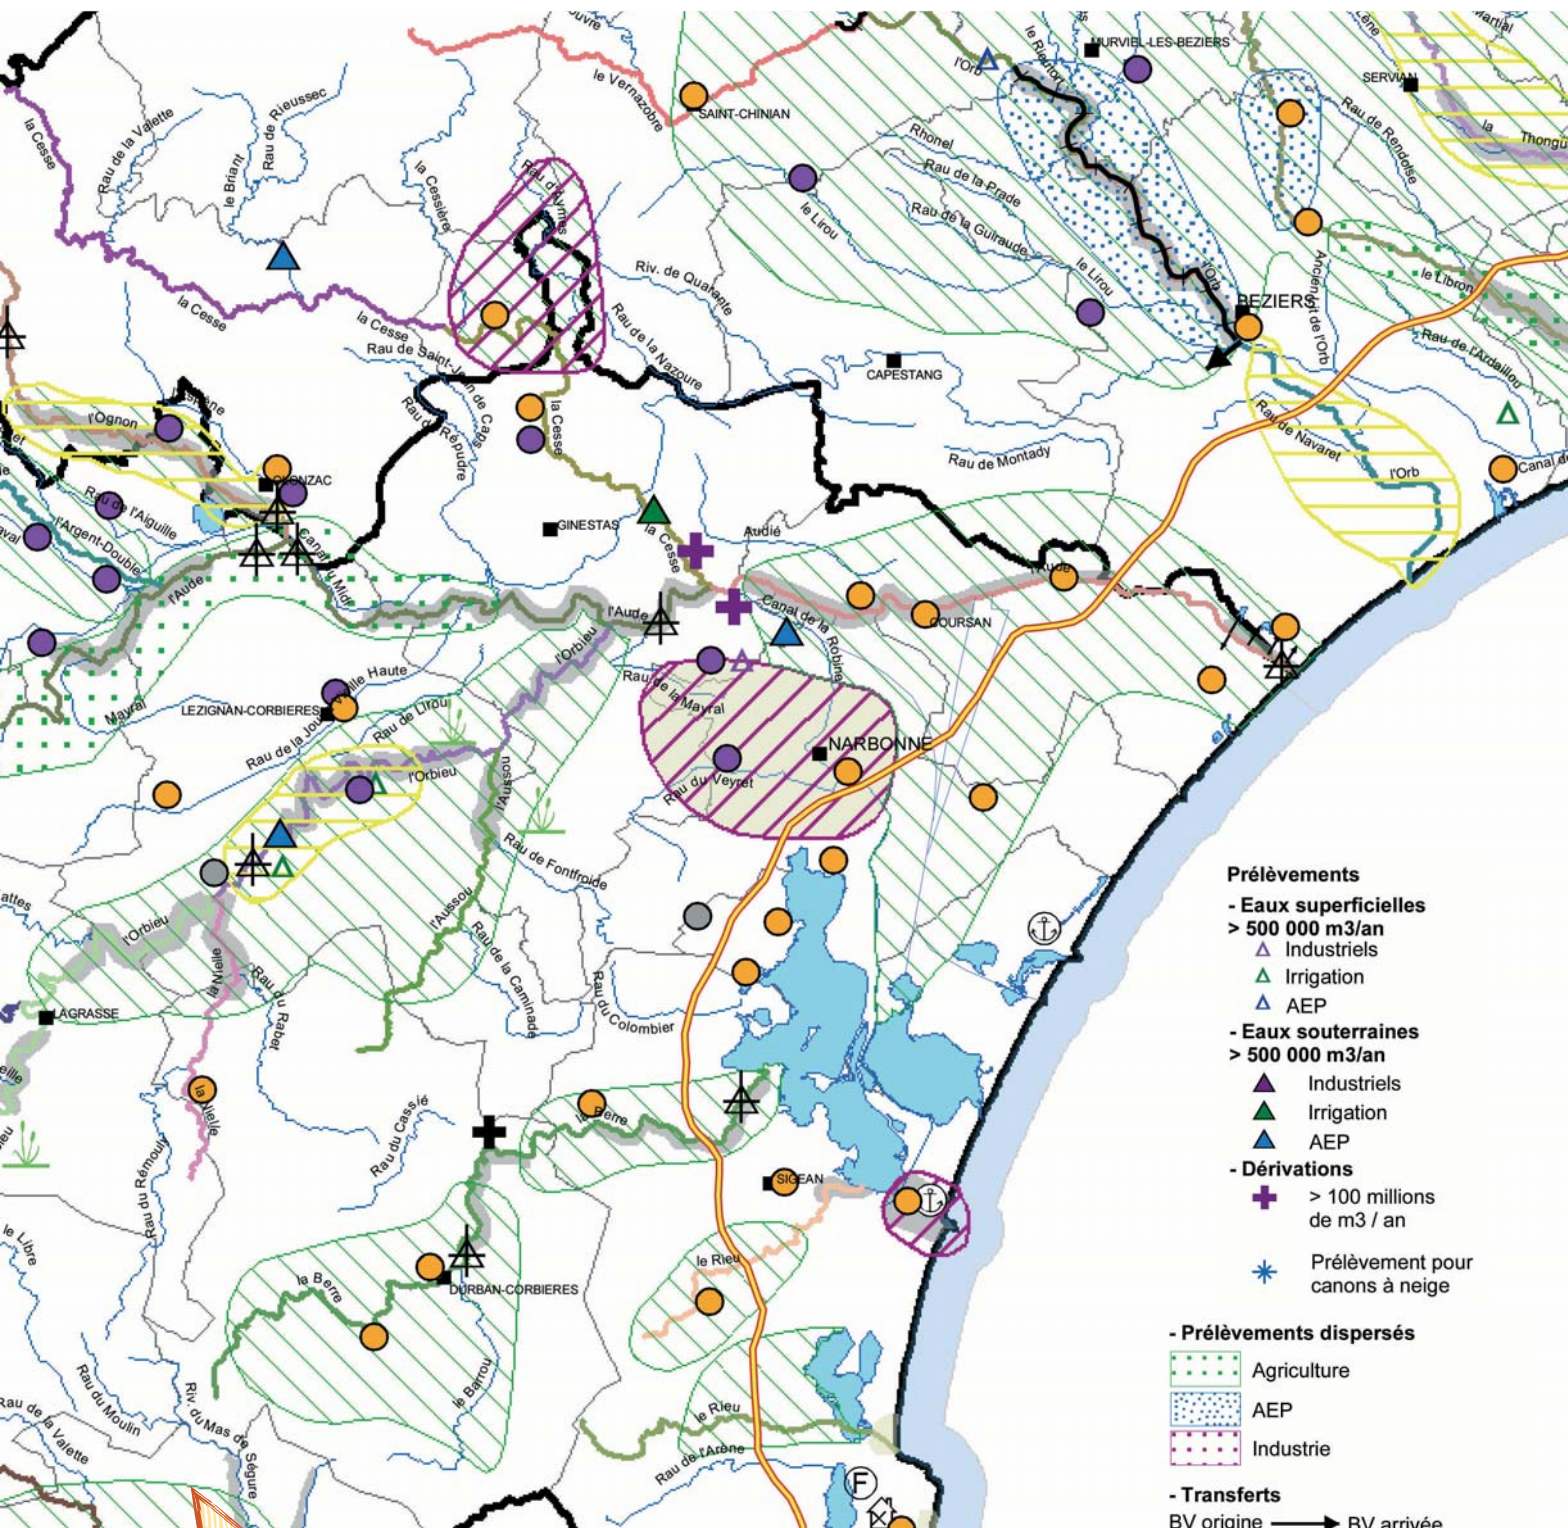 le Vernazobre
SAINT-CHINIAN
l'Orb
le Rieutort
MURVIEL-LES-BEZIERS
SERVIAN
la Thongu
Rau de Rendolse
la Cesse
Rau de la Valette
le Briant
Rau de Rieussec
la Cessière
Rau d'Aymes
Rhonel
Rau de la Prade
Rau de la Guiraude
le Lirou
le Lirou
l'Orb
BEZIERS
Ancien lit de l'Orb
le Libron
Rau de l'Ardaillou
la Cesse
la Cesse
Rau de Saint-Jean de Caps
Riv. de Quarante
Rau de la Nazoure
CAPESTANG
Rau de Répudre
la Cesse
l'Ognon
Rau de Montady
Rau de Navaret
l'Orb
Canal d
OLONZAC
Rau de l'Aiguille
l'Argent-Double
Canal du Midi
GINESTAS
la Cesse
Audié
l'Aude
l'Aude
Aude
Canal de la Robine
COURSAN
l'Orbieu
Rau de la Mayral
Mayral
LEZIGNAN-CORBIERES
Rau de Lirou
l'Orbieu
l'Aussou
NARBONNE
Rau du Veyret
Rau de Fontfroide
l'Orbieu
l'Aussou
la Nielle
Rau du Rabet
Rau de la Caminade
Rau du Colombier
LAGRASSE
la Nielle
Rau du Cassié
la Berre
Rau du Rémouly
SIGEAN
le Libre
la Berre
DURBAN-CORBIERES
le Rieu
le Barrou
Rau du Moulin
Riv. du Mas de Ségure
Rau de la Valette
le Rieu
Rau de l'Arène
F
Prélèvements
- Eaux superficielles
> 500 000 m3/an
Industriels
Irrigation
AEP
- Eaux souterraines
> 500 000 m3/an
Industriels
Irrigation
AEP
- Dérivations
> 100 millions
de m3 / an
Prélèvement pour
canons à neige
- Prélèvements dispersés
Agriculture
AEP
Industrie
- Transferts
BV origine BV arrivée